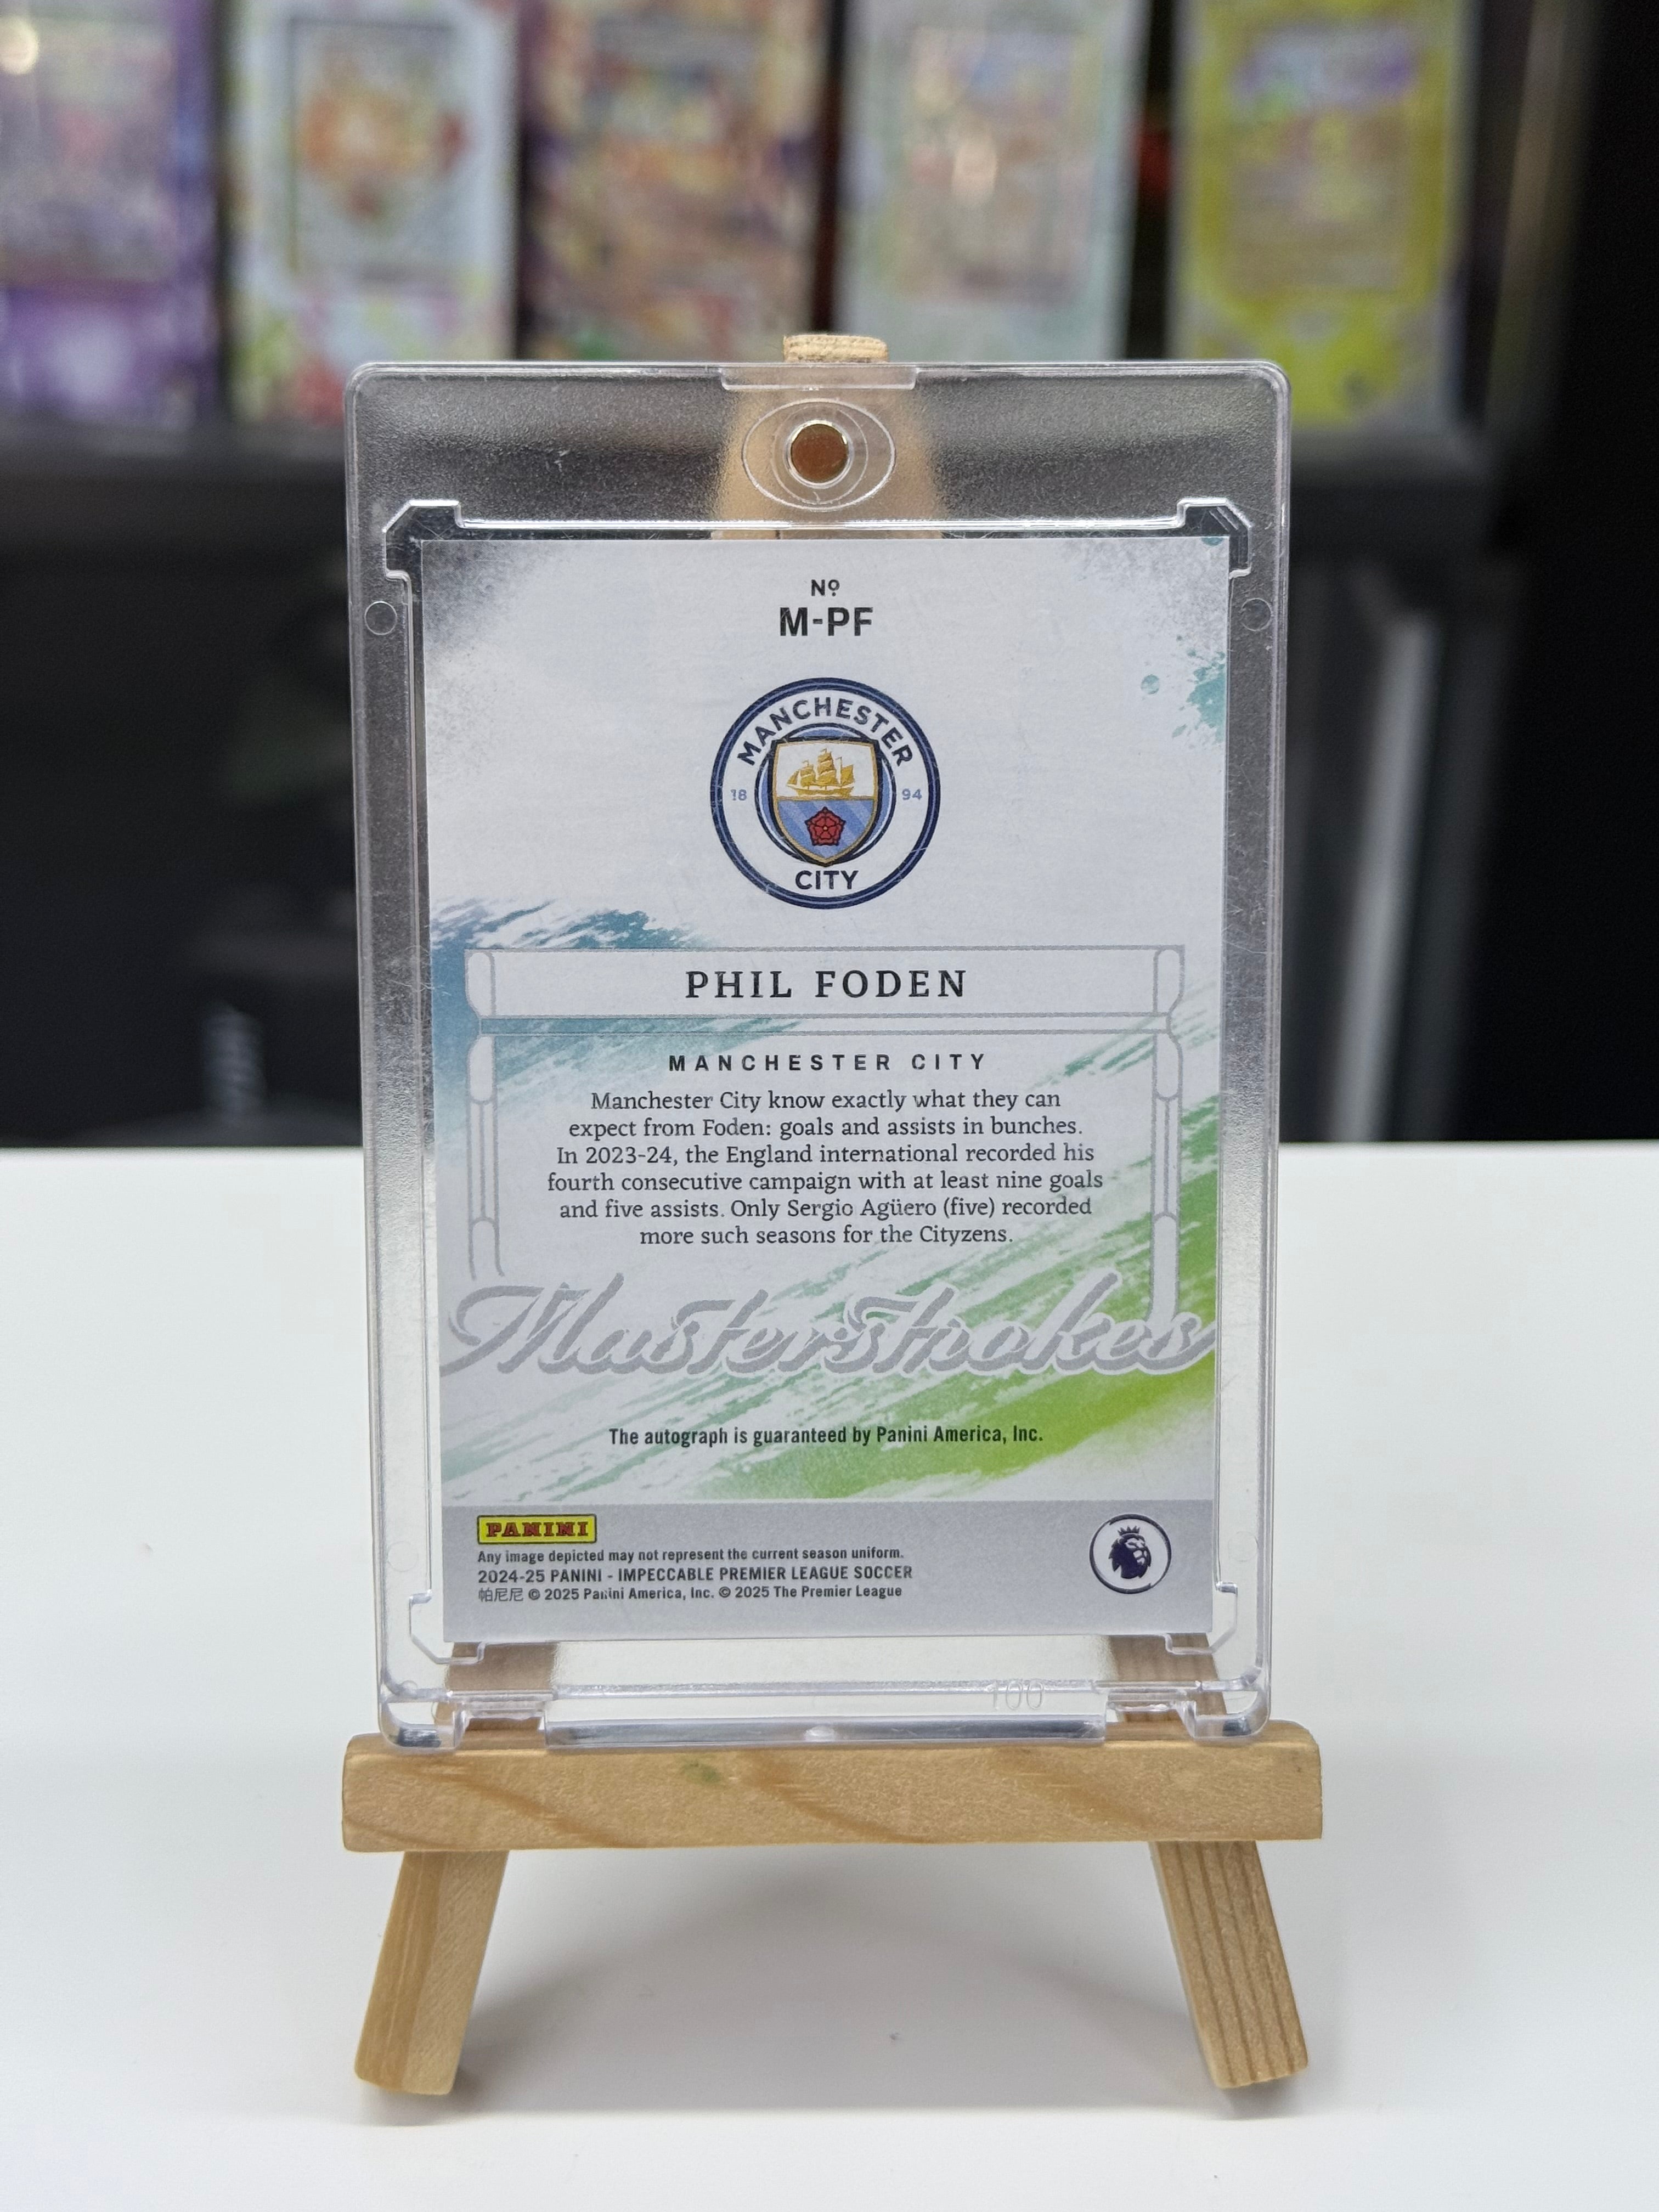 Nº
M-PF
MANCHESTER
18 94
CITY
PHIL FODEN
MANCHESTER CITY
Manchester City know exactly what they can
expect from Foden: goals and assists in bunches.
In 2023-24, the England international recorded his
fourth consecutive campaign with at least nine goals
and five assists. Only Sergio Agüero (five) recorded
more such seasons for the Cityzens.
Masterstrokes
The autograph is guaranteed by Panini America, Inc.
PANINI
Any image depicted may not represent the current season uniform.
2024-25 PANINI - IMPECCABLE PREMIER LEAGUE SOCCER
帕尼尼 © 2025 Panini America, Inc. © 2025 The Premier League
100